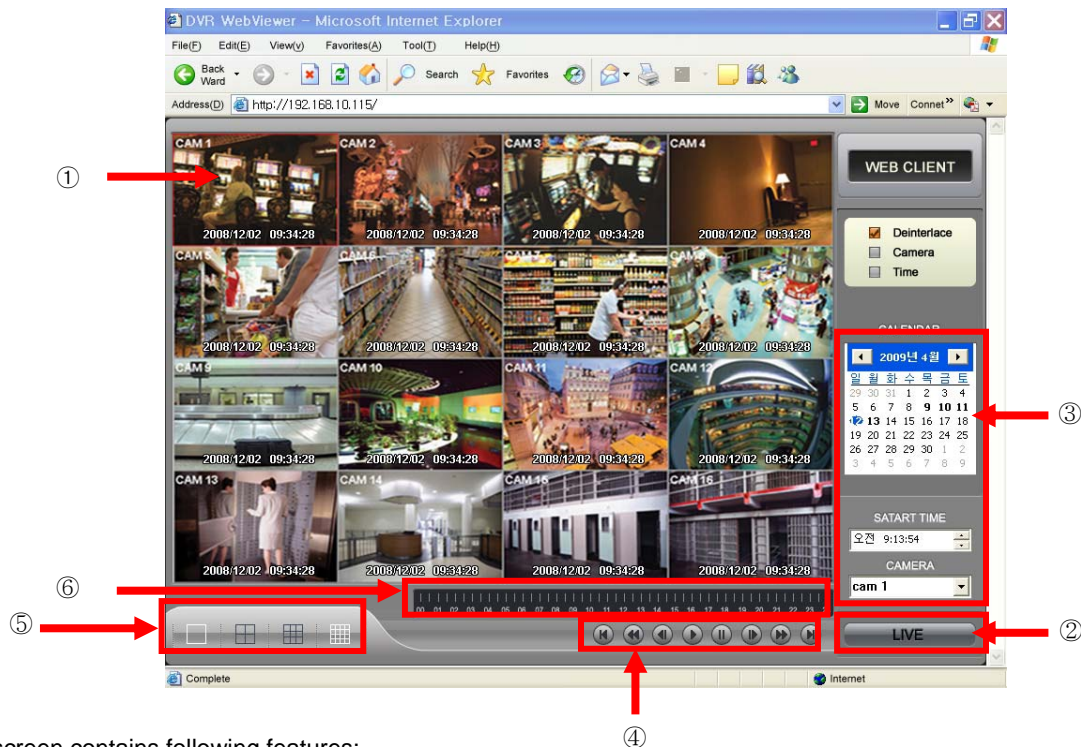 DVR WebViewer - Microsoft Internet Explorer
File(F) Edit(E) View(v) Favorites(A) Tool(T) Help(H)
Back Ward Search Favorites
Address(D) http://192.168.10.115/ Move Connet»
①
CAM 1 CAM 2 CAM 3 CAM 4
2008/12/02 09:34:28 2008/12/02 09:34:28 2008/12/02 09:34:28 2008/12/02 09:34:28
CAM 5 CAM 6 CAM 7 CAM 8
2008/12/02 09:34:28 2008/12/02 09:34:28 2008/12/02 09:34:28 2008/12/02 09:34:28
CAM 9 CAM 10 CAM 11 CAM 12
2008/12/02 09:34:28 2008/12/02 09:34:28 2008/12/02 09:34:28 2008/12/02 09:34:28
CAM 13 CAM 14 CAM 15 CAM 16
2008/12/02 09:34:28 2008/12/02 09:34:28 2008/12/02 09:34:28 2008/12/02 09:34:28
WEB CLIENT
Deinterlace
Camera
Time
CALENDAR
2009년 4월
일 월 화 수 목 금 토
29 30 31 1 2 3 4
5 6 7 8 9 10 11
12 13 14 15 16 17 18
19 20 21 22 23 24 25
26 27 28 29 30 1 2
3 4 5 6 7 8 9
③
SATART TIME
오전 9:13:54
CAMERA
cam 1
⑥
00 01 02 03 04 05 06 07 08 09 10 11 12 13 14 15 16 17 18 19 20 21 22 23
⑤
LIVE
②
Complete Internet
④
screen contains following features: